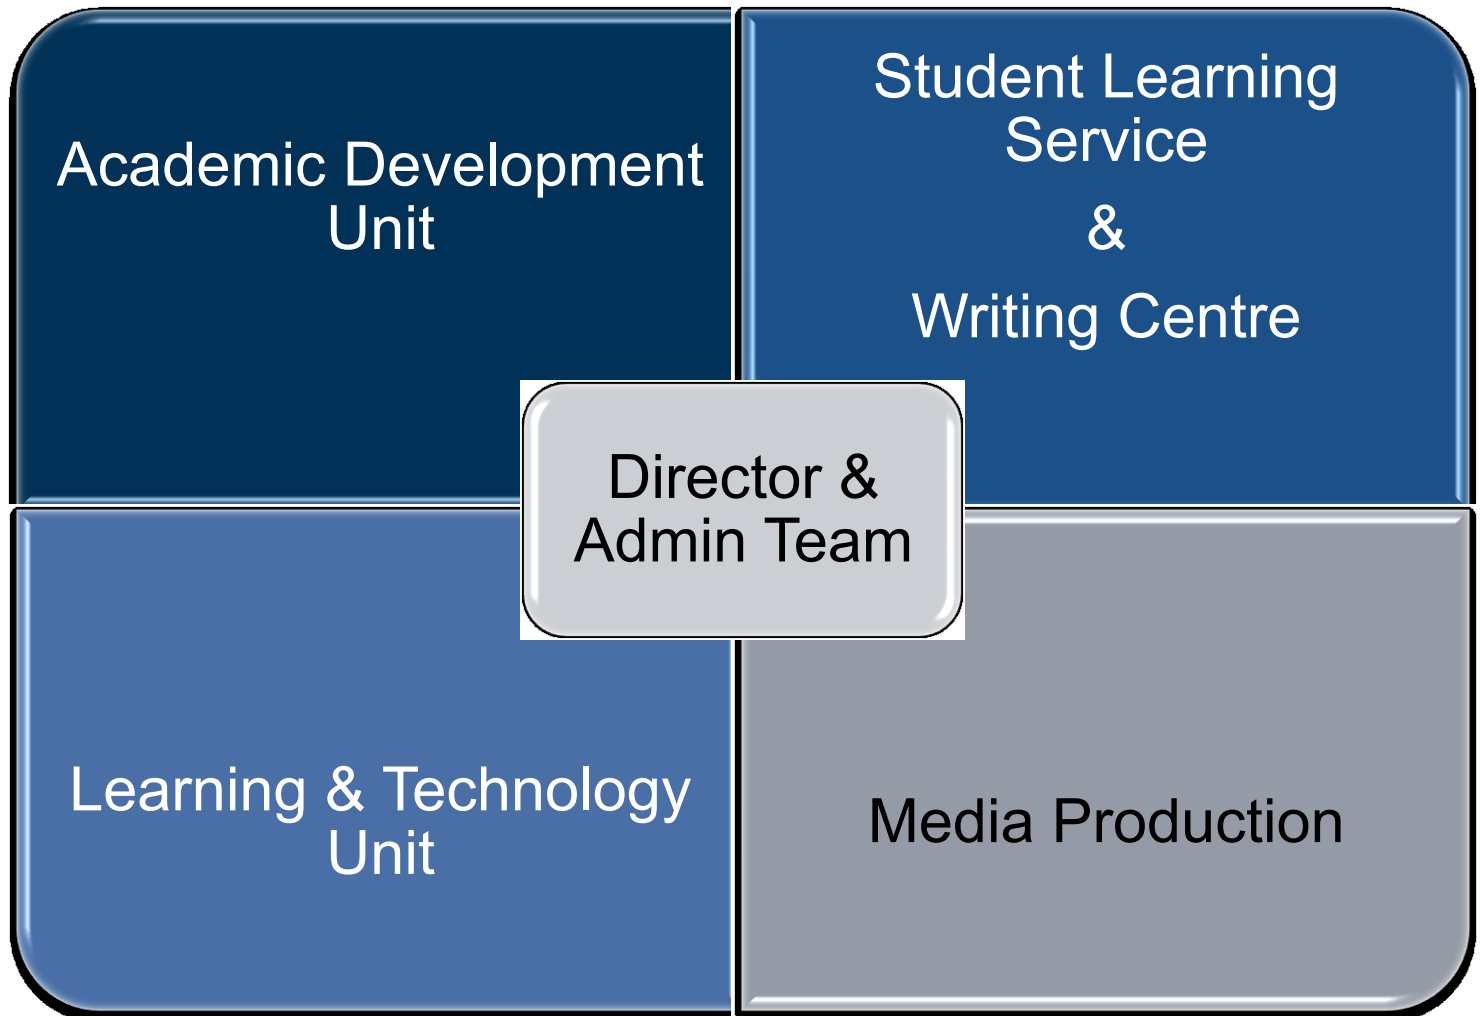 Academic Development
Unit
Student Learning
Service
&
Writing Centre
Director &
Admin Team
Learning & Technology
Unit
Media Production